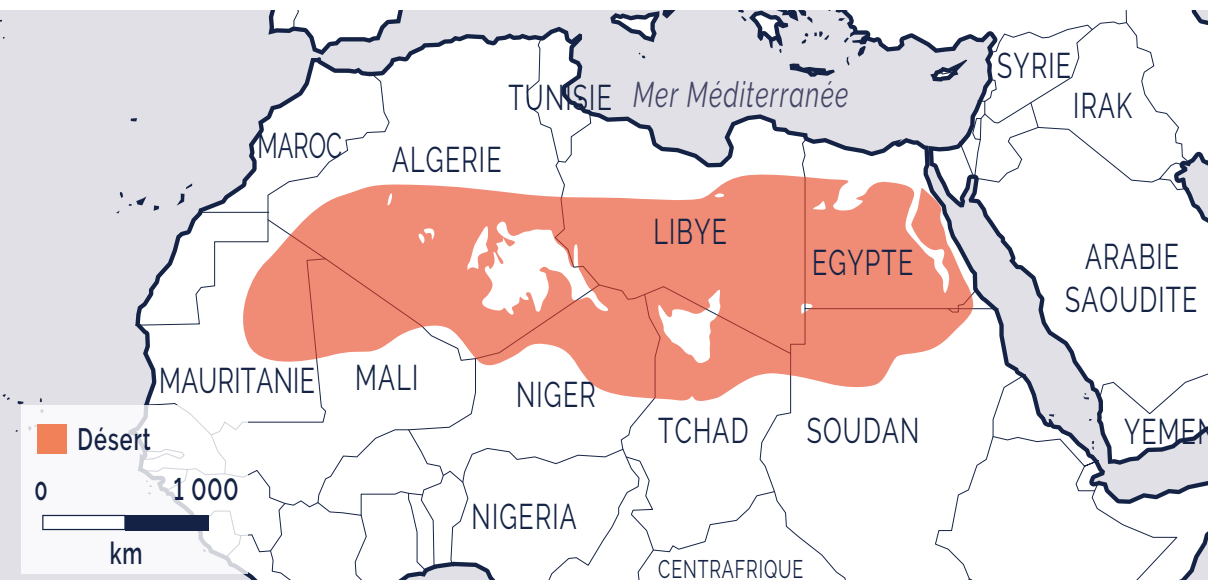 SYRIE
TUNISIE
Mer Méditerranée
IRAK
MAROC
ALGERIE
LIBYE
EGYPTE
ARABIE
SAOUDITE
MAURITANIE
MALI
NIGER
TCHAD
SOUDAN
YEMEN
Désert
0
1 000
km
NIGERIA
CENTRAFRIQUE